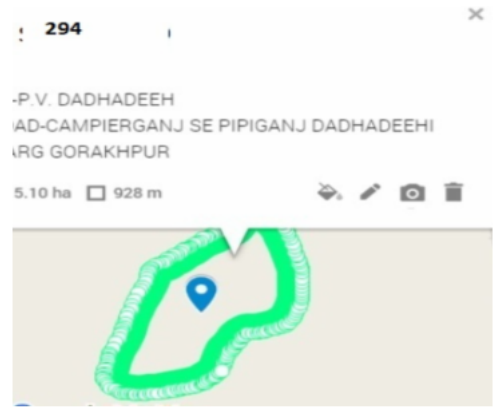 294
-P.V. DADHADEEH
AD-CAMPIERGANJ SE PIPIGANJ DADHADEEHI
ARG GORAKHPUR
5.10 ha 928 m